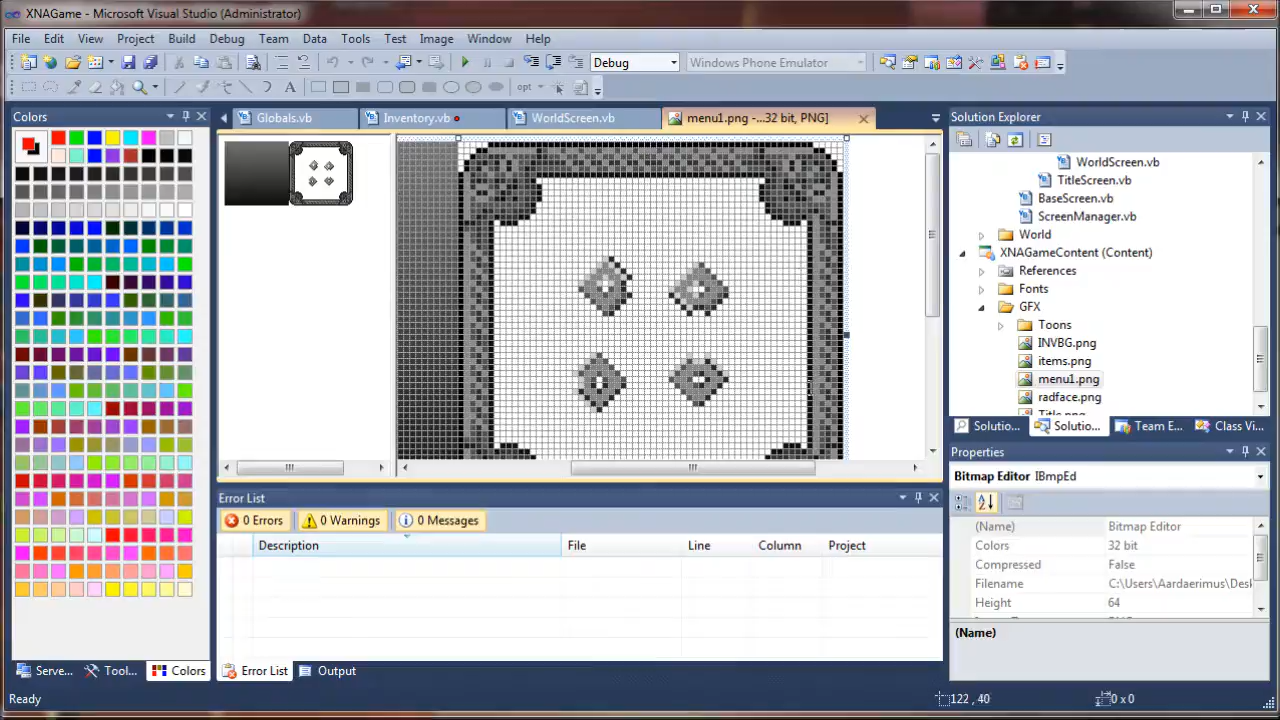 XNAGame - Microsoft Visual Studio (Administrator)
File Edit View Project Build Debug Team Data Tools Test Image Window Help
Debug Windows Phone Emulator
A opt
Colors
Globals.vb Inventory.vb WorldScreen.vb menu1.png -...32 bit, PNG]
Solution Explorer
WorldScreen.vb
TitleScreen.vb
BaseScreen.vb
ScreenManager.vb
World
XNAGameContent (Content)
References
Fonts
GFX
Toons
INVBG.png
items.png
menu1.png
radface.png
Title.png
Solutio... Solutio... Team E... Class Vi...
Properties
Bitmap Editor IBmpEd
(Name) Bitmap Editor
Colors 32 bit
Compressed False
Filename C:\Users\Aardaerimus\Desk
Height 64
(Name)
Error List
0 Errors 0 Warnings 0 Messages
Description File Line Column Project
Serve... Tool... Colors Error List Output
Ready 122 , 40 0 x 0